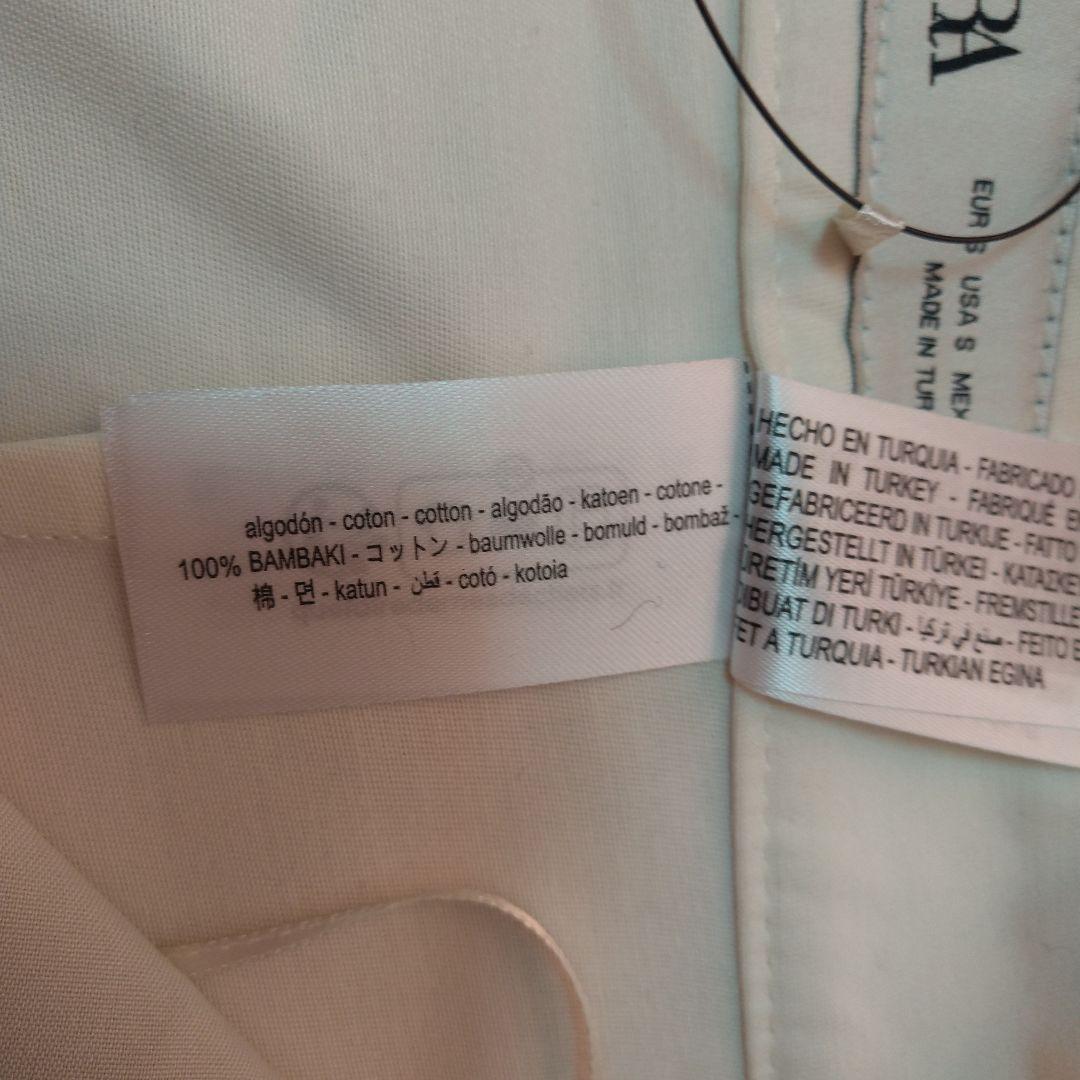 RA
EUR S USA S MEX
MADE IN TUR
algodón - coton - cotton - algodão - katoen - cotone -
100% BAMBAKI - コットン - baumwolle - bomuld - bombaž -
棉 - 면 - katun - قطن - cotó - kotoia
HECHO EN TURQUIA - FABRICADO
MADE IN TURKEY - FABRIQUÉ E
GEFABRICEERD IN TURKIJE - FATTO
HERGESTELLT IN TÜRKEI - KATAΣKE
ÜRETİM YERİ TÜRKİYE - FREMSTILLE
DIBUAT DI TURKI - صنع في تركيا - FEITO E
FET A TURQUIA - TURKIAN EGINA